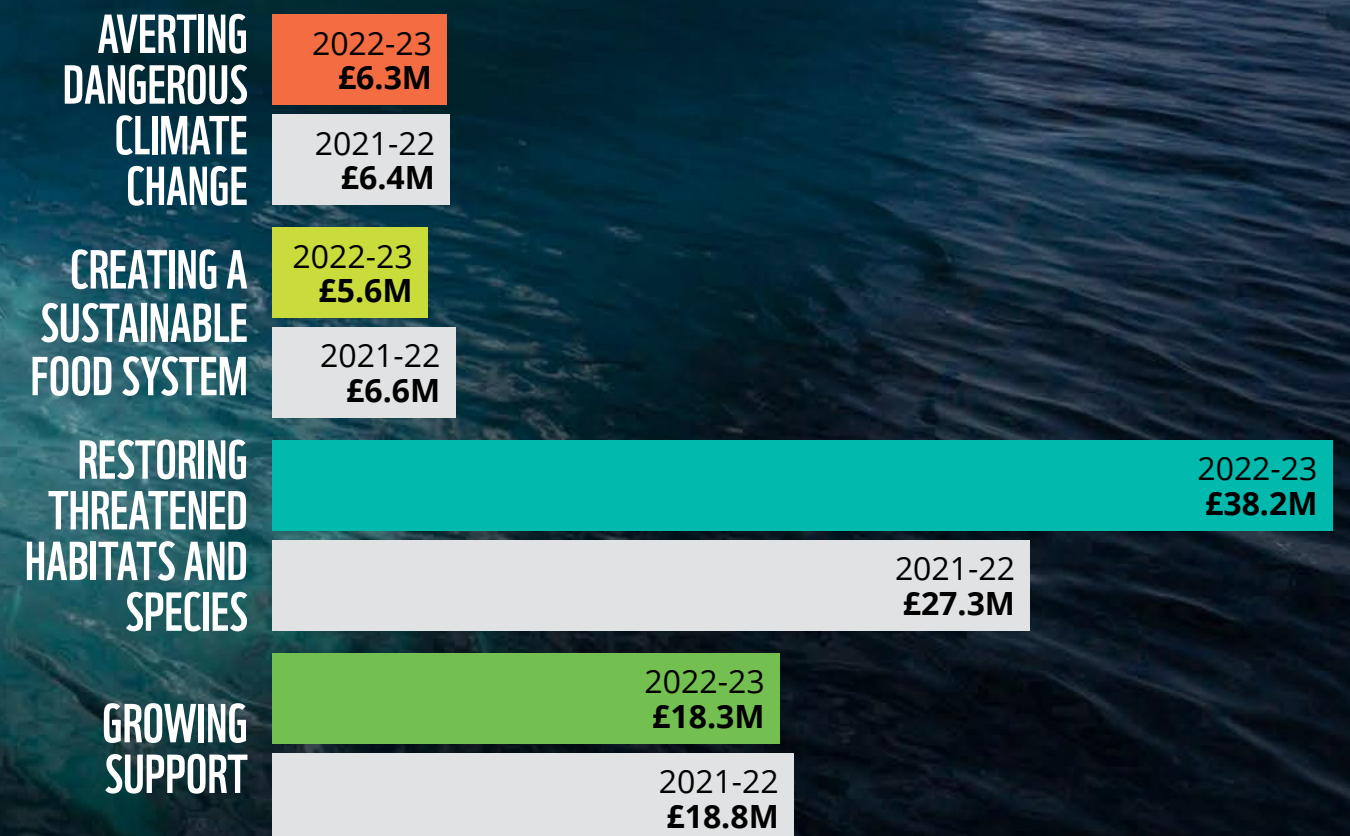 AVERTING
DANGEROUS
CLIMATE
CHANGE
2022-23
£6.3M
2021-22
£6.4M
CREATING A
SUSTAINABLE
FOOD SYSTEM
2022-23
£5.6M
2021-22
£6.6M
RESTORING
THREATENED
HABITATS AND
SPECIES
2022-23
£38.2M
2021-22
£27.3M
GROWING
SUPPORT
2022-23
£18.3M
2021-22
£18.8M